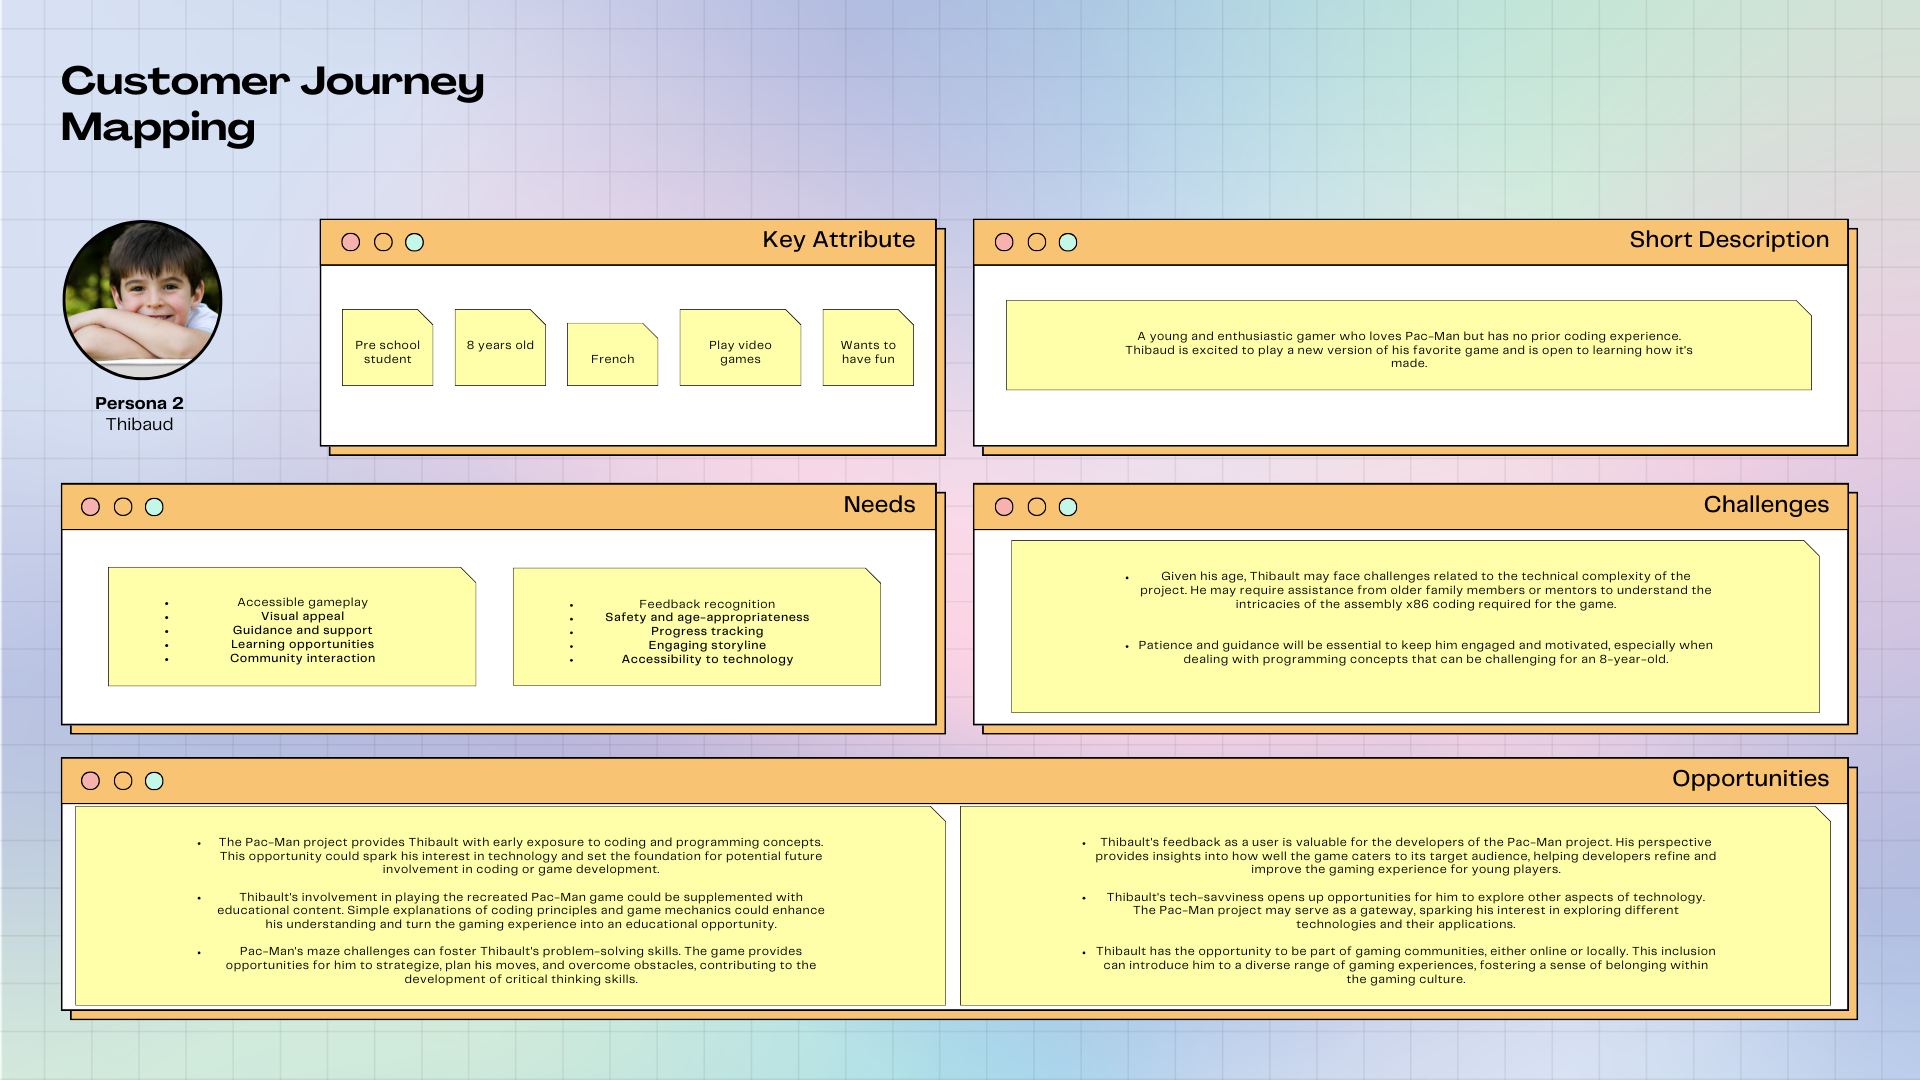 Customer Journey
Mapping
Persona 2
Thibaud
Key Attribute
Pre school
student
8 years old
French
Play video
games
Wants to
have fun
Short Description
A young and enthusiastic gamer who loves Pac-Man but has no prior coding experience.
Thibaud is excited to play a new version of his favorite game and is open to learning how it's
made.
Needs
• Accessible gameplay
• Visual appeal
• Guidance and support
• Learning opportunities
• Community interaction
• Feedback recognition
• Safety and age-appropriateness
• Progress tracking
• Engaging storyline
• Accessibility to technology
Challenges
• Given his age, Thibault may face challenges related to the technical complexity of the
project. He may require assistance from older family members or mentors to understand the
intricacies of the assembly x86 coding required for the game.
• Patience and guidance will be essential to keep him engaged and motivated, especially when
dealing with programming concepts that can be challenging for an 8-year-old.
Opportunities
• The Pac-Man project provides Thibault with early exposure to coding and programming concepts.
This opportunity could spark his interest in technology and set the foundation for potential future
involvement in coding or game development.
• Thibault's involvement in playing the recreated Pac-Man game could be supplemented with
educational content. Simple explanations of coding principles and game mechanics could enhance
his understanding and turn the gaming experience into an educational opportunity.
• Pac-Man's maze challenges can foster Thibault's problem-solving skills. The game provides
opportunities for him to strategize, plan his moves, and overcome obstacles, contributing to the
development of critical thinking skills.
• Thibault's feedback as a user is valuable for the developers of the Pac-Man project. His perspective
provides insights into how well the game caters to its target audience, helping developers refine and
improve the gaming experience for young players.
• Thibault's tech-savviness opens up opportunities for him to explore other aspects of technology.
The Pac-Man project may serve as a gateway, sparking his interest in exploring different
technologies and their applications.
• Thibault has the opportunity to be part of gaming communities, either online or locally. This inclusion
can introduce him to a diverse range of gaming experiences, fostering a sense of belonging within
the gaming culture.